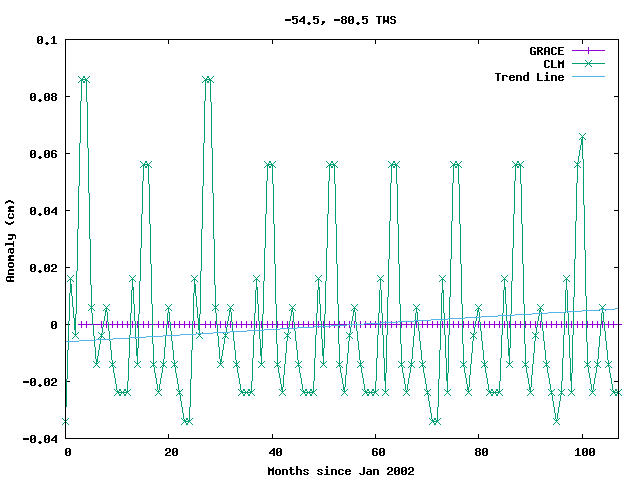 -54.5, -80.5 TWS
0.1
0.08
0.06
0.04
0.02
0
-0.02
-0.04
Anomaly (cm)
GRACE
CLM
Trend Line
0 20 40 60 80 100
Months since Jan 2002